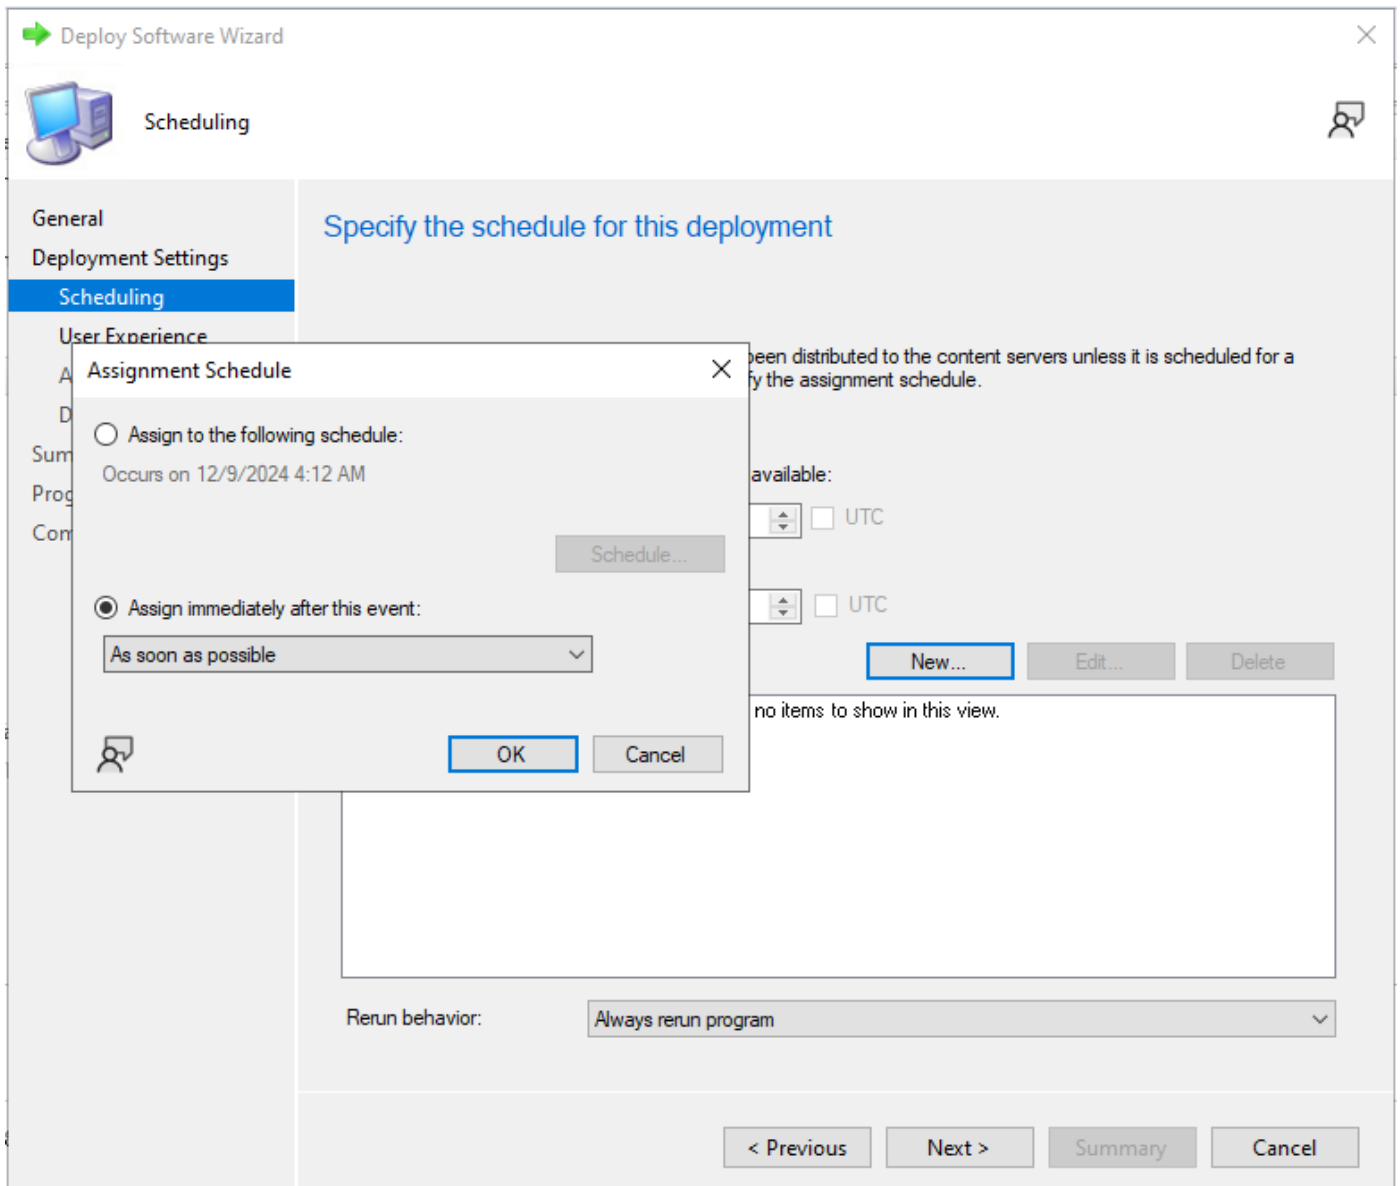 Deploy Software Wizard
Scheduling
General
Deployment Settings
Scheduling
User Experience
Specify the schedule for this deployment
been distributed to the content servers unless it is scheduled for a
the assignment schedule.
available:
UTC
UTC
New...
Edit...
Delete
no items to show in this view.
Assignment Schedule
Assign to the following schedule:
Occurs on 12/9/2024 4:12 AM
Schedule...
Assign immediately after this event:
As soon as possible
OK
Cancel
Rerun behavior:
Always rerun program
< Previous
Next >
Summary
Cancel